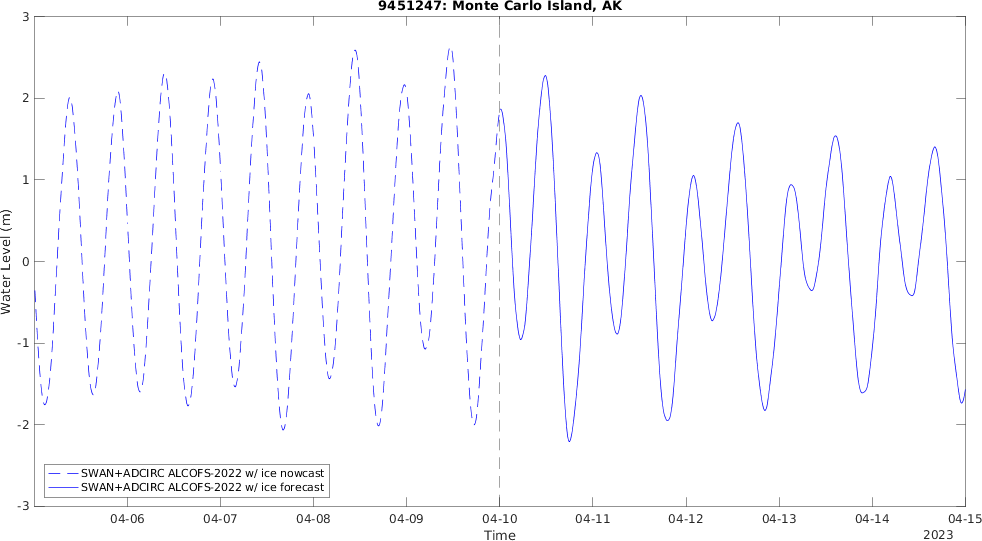 9451247: Monte Carlo Island, AK
3
2
1
0
-1
-2
-3
Water Level (m)
SWAN+ADCIRC ALCOFS-2022 w/ ice nowcast
SWAN+ADCIRC ALCOFS-2022 w/ ice forecast
04-06 04-07 04-08 04-09 04-10 04-11 04-12 04-13 04-14 04-15
Time
2023